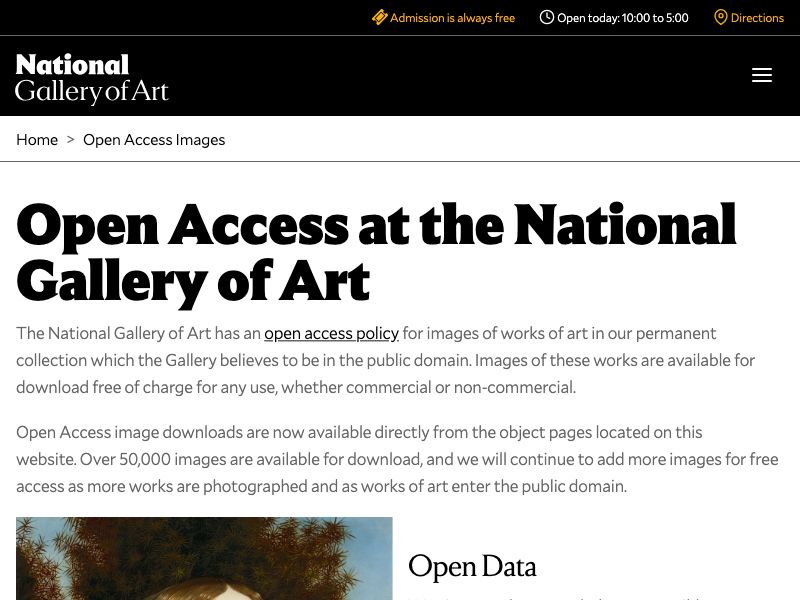 Admission is always free
Open today: 10:00 to 5:00
Directions
National
Gallery of Art
Home > Open Access Images
Open Access at the National
Gallery of Art
The National Gallery of Art has an open access policy for images of works of art in our permanent
collection which the Gallery believes to be in the public domain. Images of these works are available for
download free of charge for any use, whether commercial or non-commercial.
Open Access image downloads are now available directly from the object pages located on this
website. Over 50,000 images are available for download, and we will continue to add more images for free
access as more works are photographed and as works of art enter the public domain.
Open Data